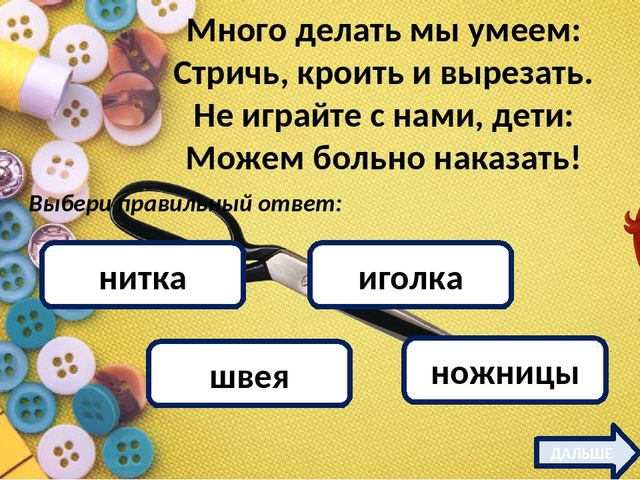 Много делать мы умеем:
Стричь, кроить и вырезать.
Не играйте с нами, дети:
Можем больно наказать!
Выбери правильный ответ:
нитка
иголка
швея
ножницы
ДАЛЬШЕ